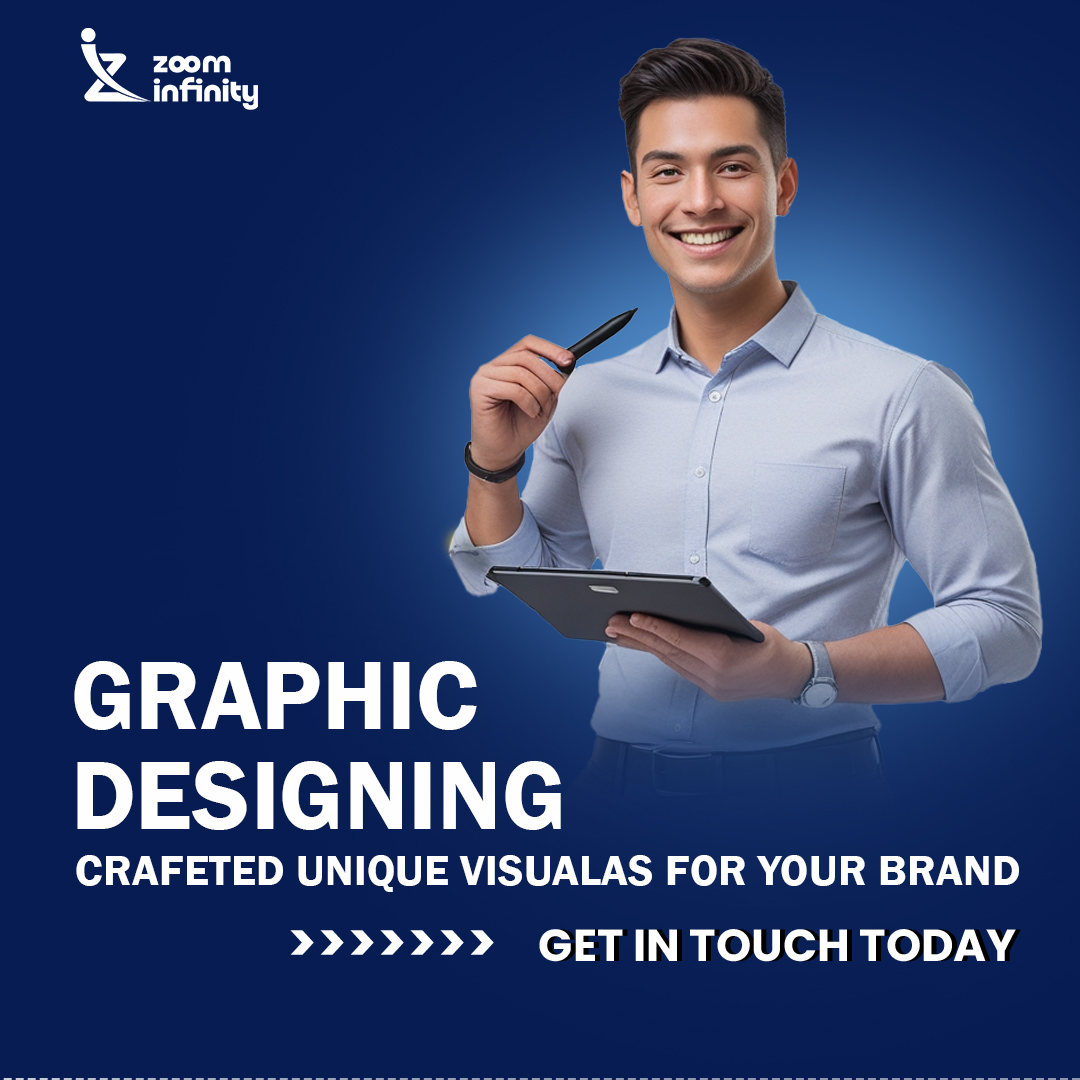 zoom
infinity
GRAPHIC
DESIGNING
CRAFETED UNIQUE VISUALAS FOR YOUR BRAND
GET IN TOUCH TODAY